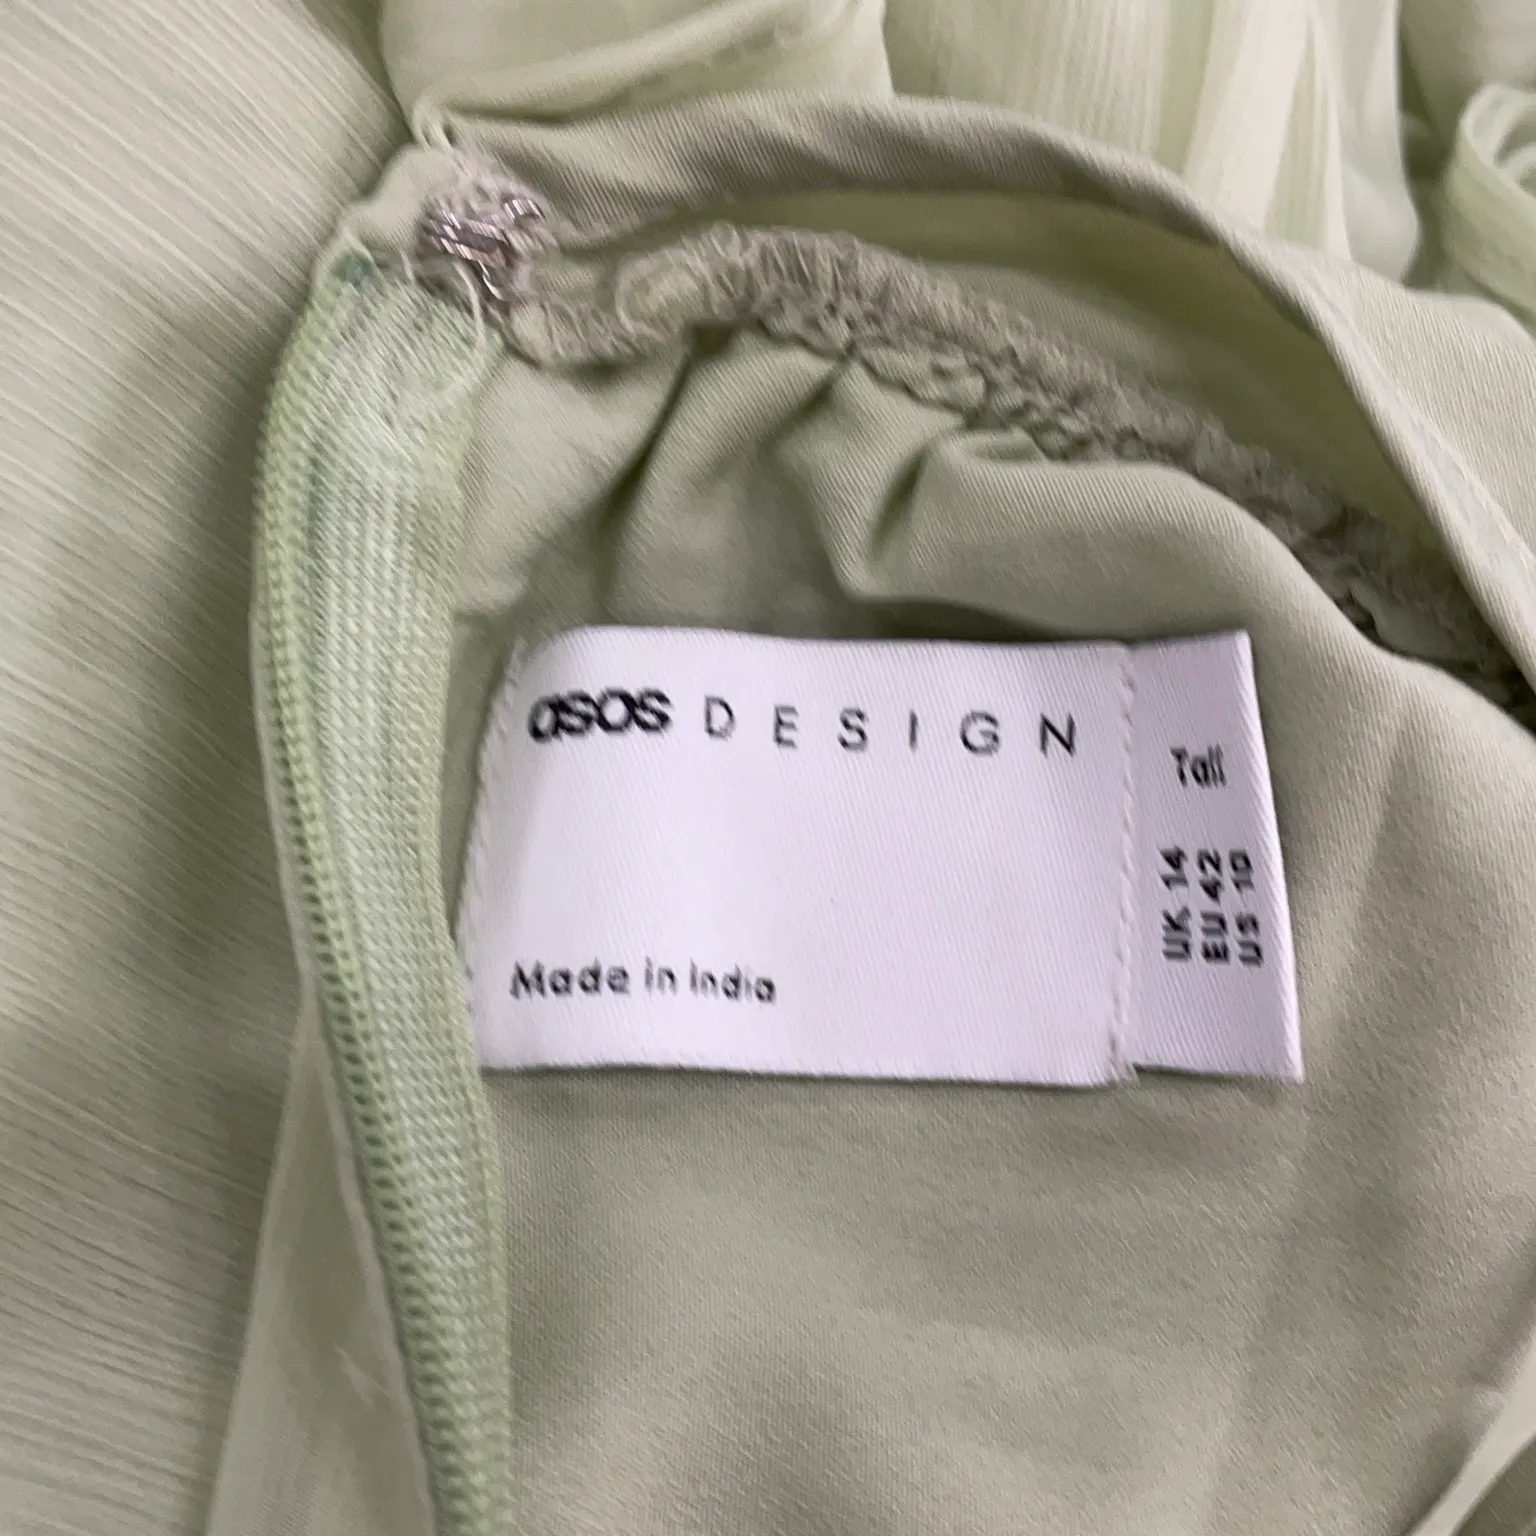 asos DESIGN
Made in India
Tall
UK 14
EU 42
US 10